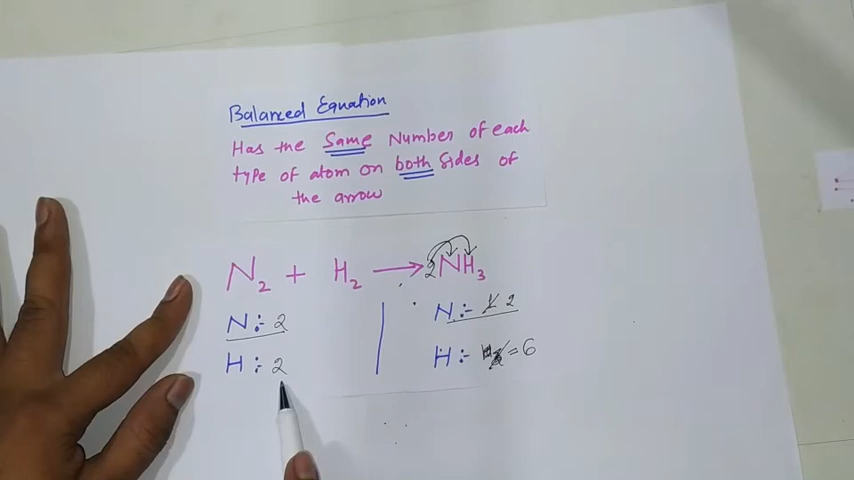 Balanced Equation
Has the Same Number of each
type of atom on both sides of
the arrow
N₂ + H₂ → 2NH₃
N :- 2
N :- 1 2
H :- 2
H :- = 6